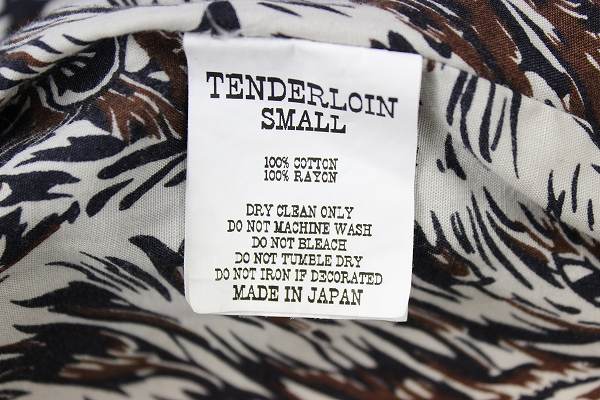 TENDERLOIN
SMALL
100% COTTON
100% RAYON
DRY CLEAN ONLY
DO NOT MACHINE WASH
DO NOT BLEACH
DO NOT TUMBLE DRY
DO NOT IRON IF DECORATED
MADE IN JAPAN